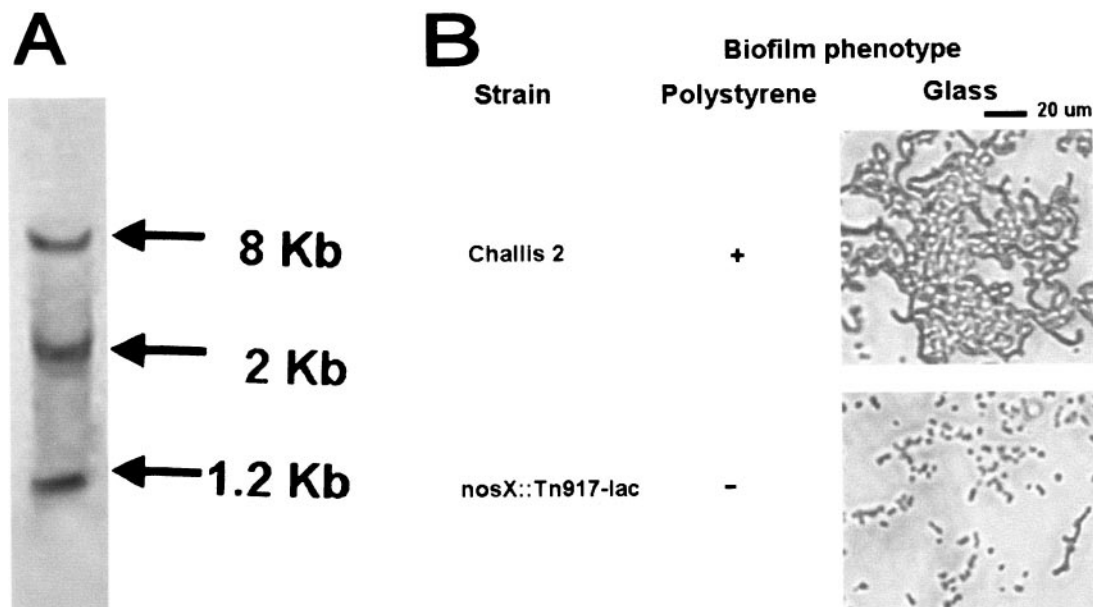 A
8 Kb
2 Kb
1.2 Kb
B
Biofilm phenotype
Strain Polystyrene Glass
20 um
Challis 2 +
nosX::Tn917-lac -